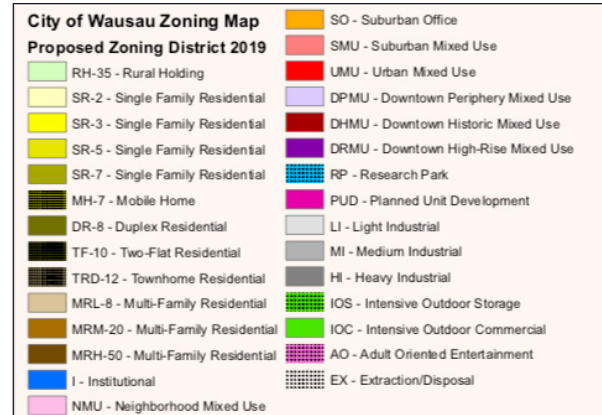 City of Wausau Zoning Map
Proposed Zoning District 2019
RH-35 - Rural Holding
SR-2 - Single Family Residential
SR-3 - Single Family Residential
SR-5 - Single Family Residential
SR-7 - Single Family Residential
MH-7 - Mobile Home
DR-8 - Duplex Residential
TF-10 - Two-Flat Residential
TRD-12 - Townhome Residential
MRL-8 - Multi-Family Residential
MRM-20 - Multi-Family Residential
MRH-50 - Multi-Family Residential
I - Institutional
NMU - Neighborhood Mixed Use
SO - Suburban Office
SMU - Suburban Mixed Use
UMU - Urban Mixed Use
DPMU - Downtown Periphery Mixed Use
DHMU - Downtown Historic Mixed Use
DRMU - Downtown High-Rise Mixed Use
RP - Research Park
PUD - Planned Unit Development
LI - Light Industrial
MI - Medium Industrial
HI - Heavy Industrial
IOS - Intensive Outdoor Storage
IOC - Intensive Outdoor Commercial
AO - Adult Oriented Entertainment
EX - Extraction/Disposal